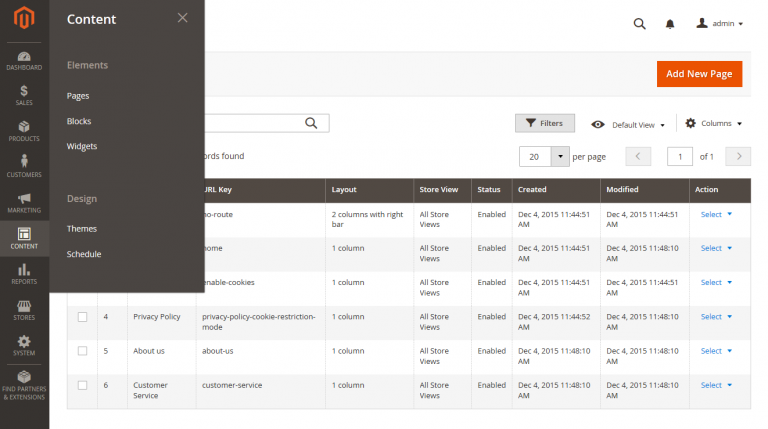 Content
Elements
Pages
Blocks
Widgets
Design
Themes
Schedule
DASHBOARD
SALES
PRODUCTS
CUSTOMERS
MARKETING
CONTENT
REPORTS
STORES
SYSTEM
FIND PARTNERS
& EXTENSIONS
admin
Add New Page
Filters
Default View
Columns
ords found
20
per page
1
of 1
URL Key
Layout
Store View
Status
Created
Modified
Action
no-route
2 columns with right
bar
All Store
Views
Enabled
Dec 4, 2015 11:44:51
AM
Dec 4, 2015 11:44:51
AM
Select
home
1 column
All Store
Views
Enabled
Dec 4, 2015 11:44:51
AM
Dec 4, 2015 11:48:10
AM
Select
enable-cookies
1 column
All Store
Views
Enabled
Dec 4, 2015 11:44:51
AM
Dec 4, 2015 11:44:51
AM
Select
4
Privacy Policy
privacy-policy-cookie-restriction-
mode
1 column
All Store
Views
Enabled
Dec 4, 2015 11:44:52
AM
Dec 4, 2015 11:48:10
AM
Select
5
About us
about-us
1 column
All Store
Views
Enabled
Dec 4, 2015 11:48:10
AM
Dec 4, 2015 11:48:10
AM
Select
6
Customer
Service
customer-service
1 column
All Store
Views
Enabled
Dec 4, 2015 11:48:10
AM
Dec 4, 2015 11:48:10
AM
Select